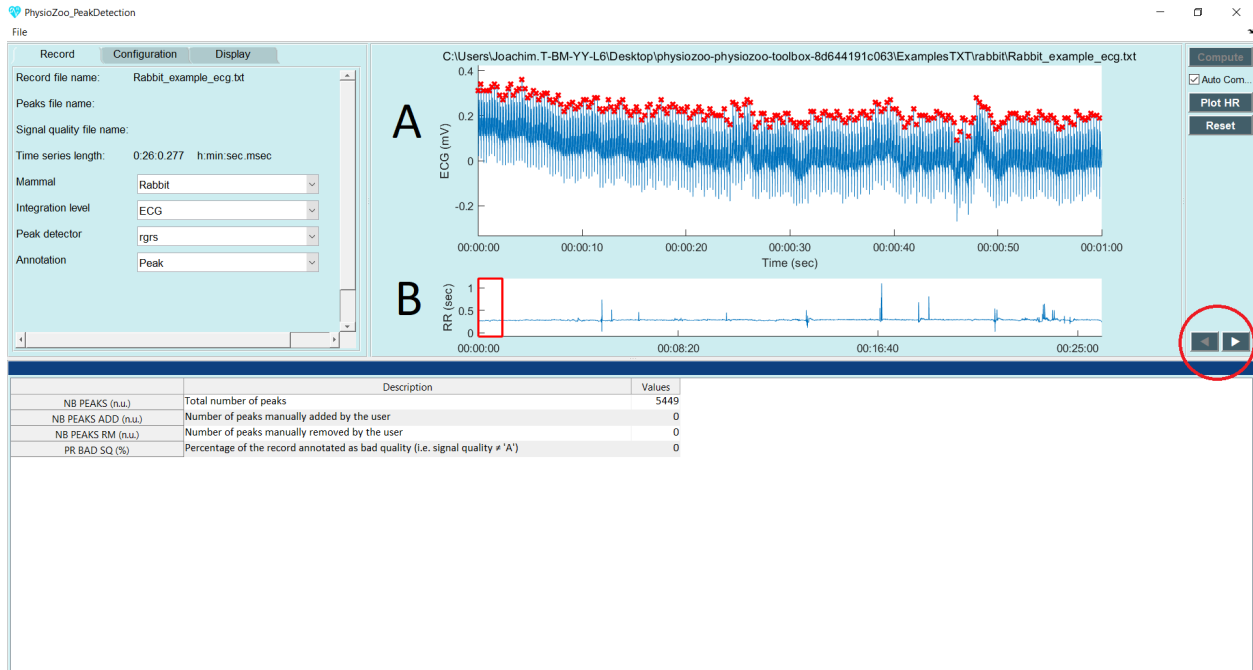 PhysioZoo_PeakDetection
File
Record Configuration Display
Record file name: Rabbit_example_ecg.txt
Peaks file name:
Signal quality file name:
Time series length: 0:26:0.277 h:min:sec.msec
Mammal Rabbit
Integration level ECG
Peak detector rgrs
Annotation Peak
C:\Users\Joachim.T-BM-YY-L6\Desktop\physiozoo-physiozoo-toolbox-8d644191c063\ExamplesTXT\rabbit\Rabbit_example_ecg.txt
A
ECG (mV)
0.4
0.2
0
-0.2
00:00:00 00:00:10 00:00:20 00:00:30 00:00:40 00:00:50 00:01:00
Time (sec)
B
RR (sec)
1
0.5
0
00:00:00 00:08:20 00:16:40 00:25:00
Compute
Auto Com...
Plot HR
Reset
Description Values
NB PEAKS (n.u.) Total number of peaks 5449
NB PEAKS ADD (n.u.) Number of peaks manually added by the user 0
NB PEAKS RM (n.u.) Number of peaks manually removed by the user 0
PR BAD SQ (%) Percentage of the record annotated as bad quality (i.e. signal quality ≠ 'A') 0